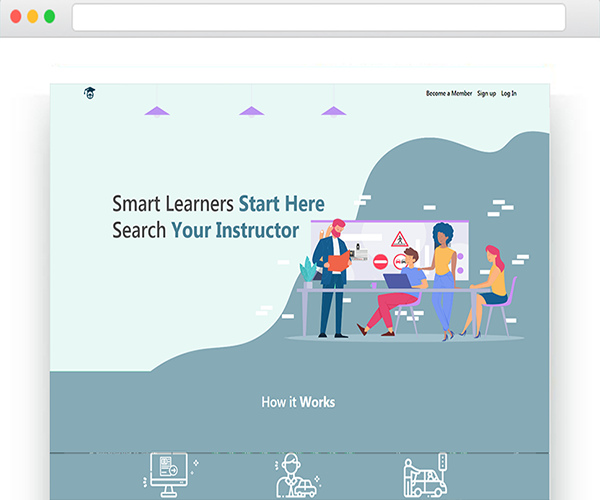 Become a Member Sign up Log In
Smart Learners Start Here
Search Your Instructor
How it Works